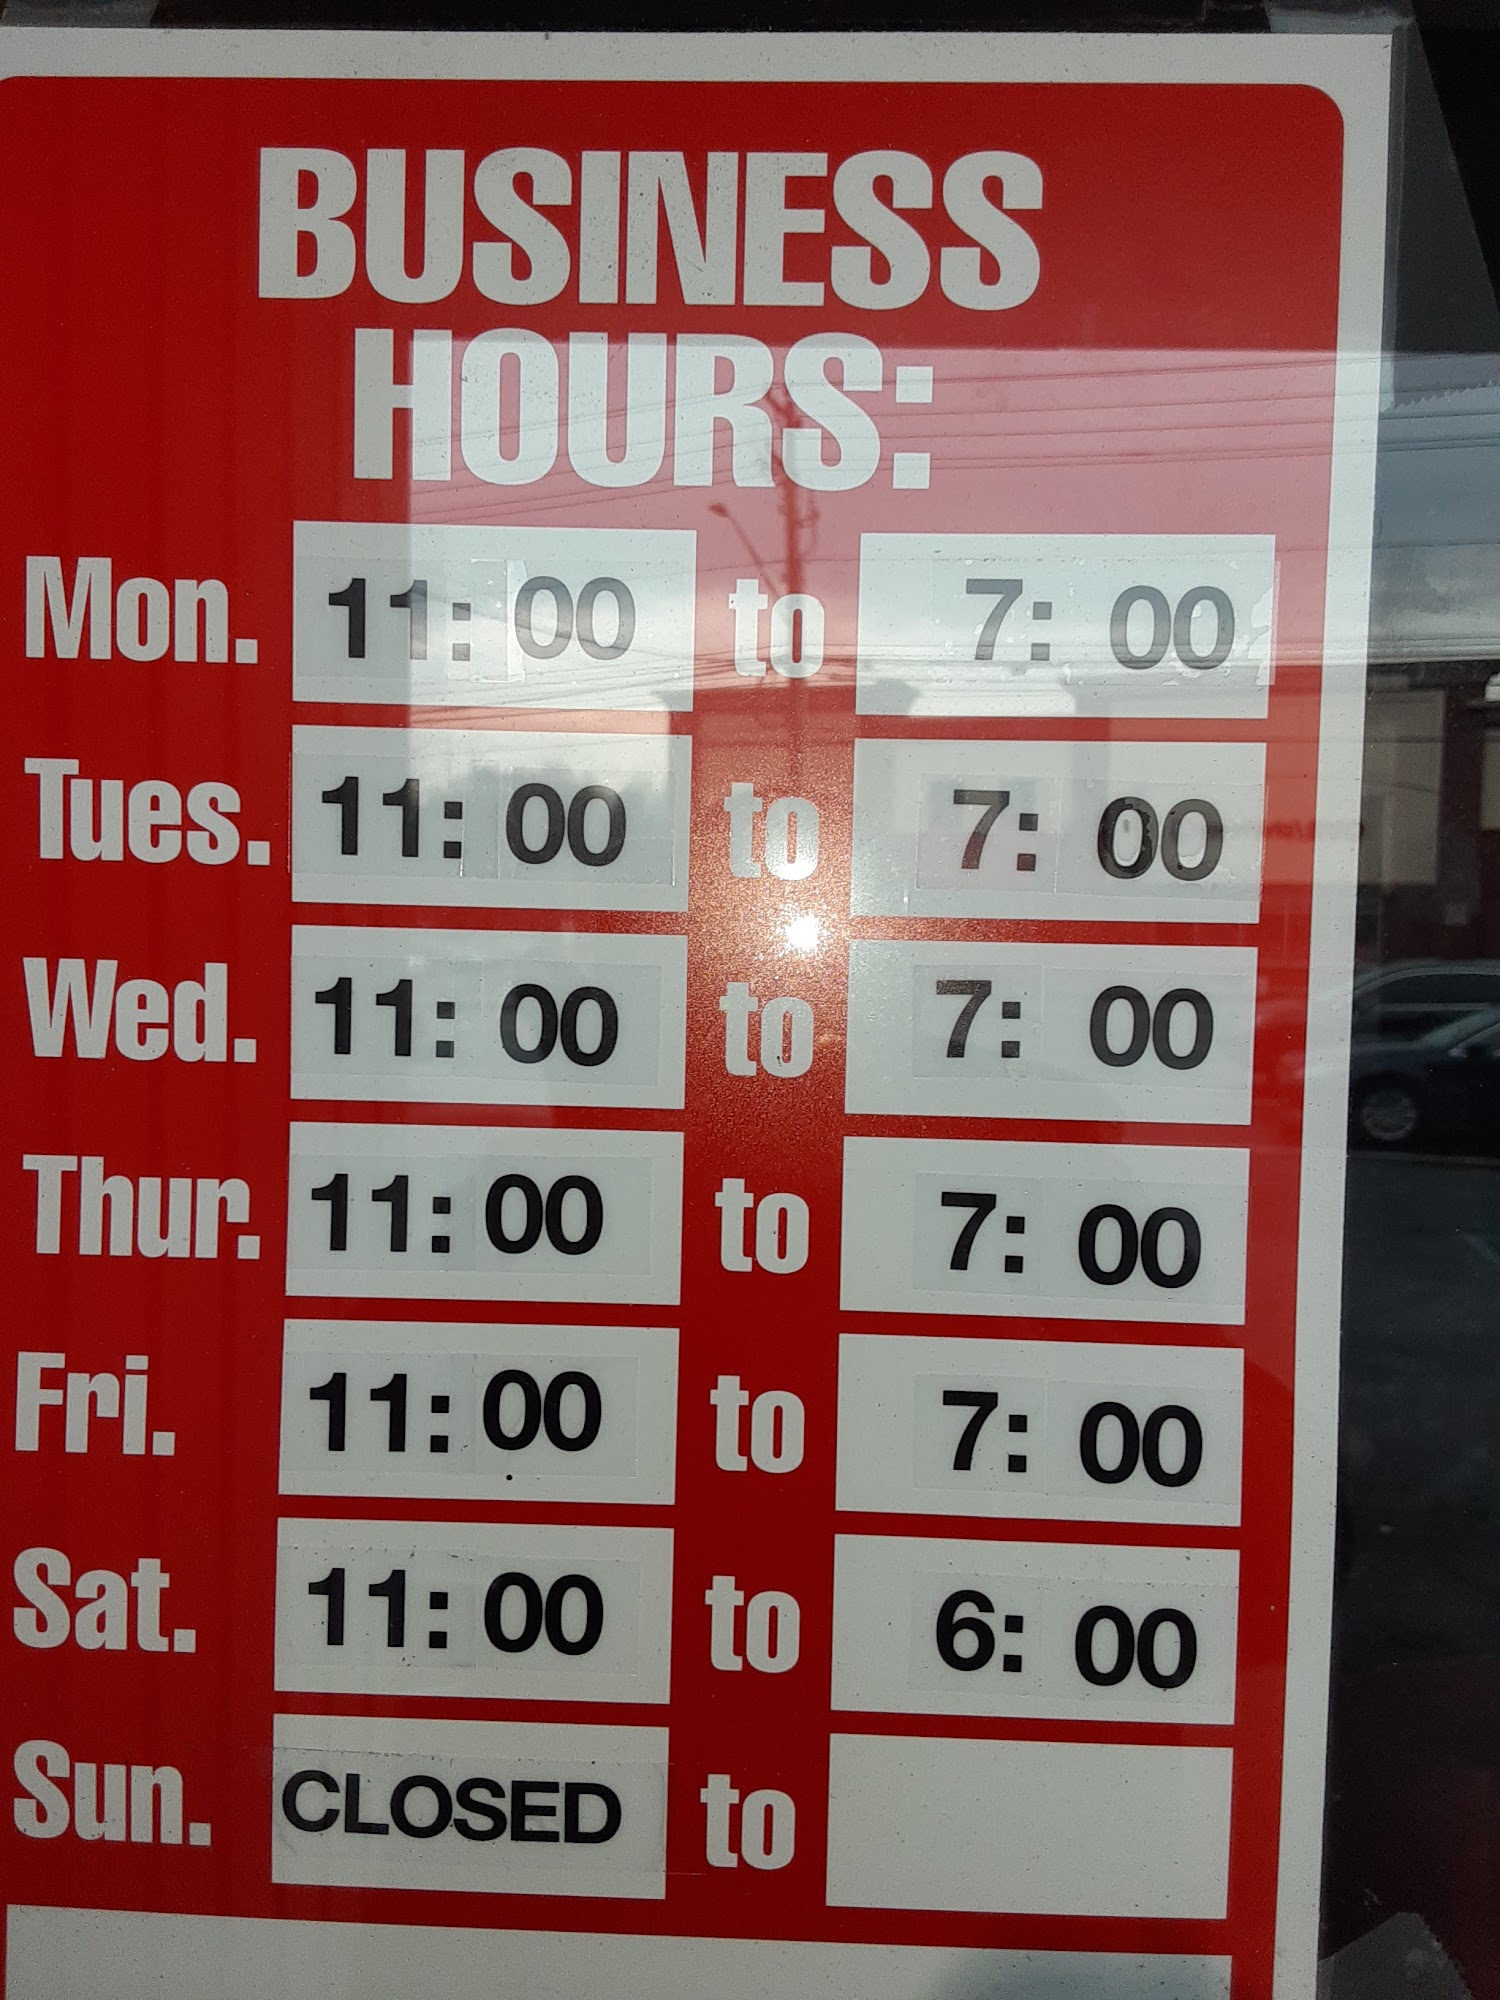 BUSINESS
HOURS:
Mon. 11: 00 to 7: 00
Tues. 11: 00 to 7: 00
Wed. 11: 00 to 7: 00
Thur. 11: 00 to 7: 00
Fri. 11: 00 to 7: 00
Sat. 11: 00 to 6: 00
Sun. CLOSED to